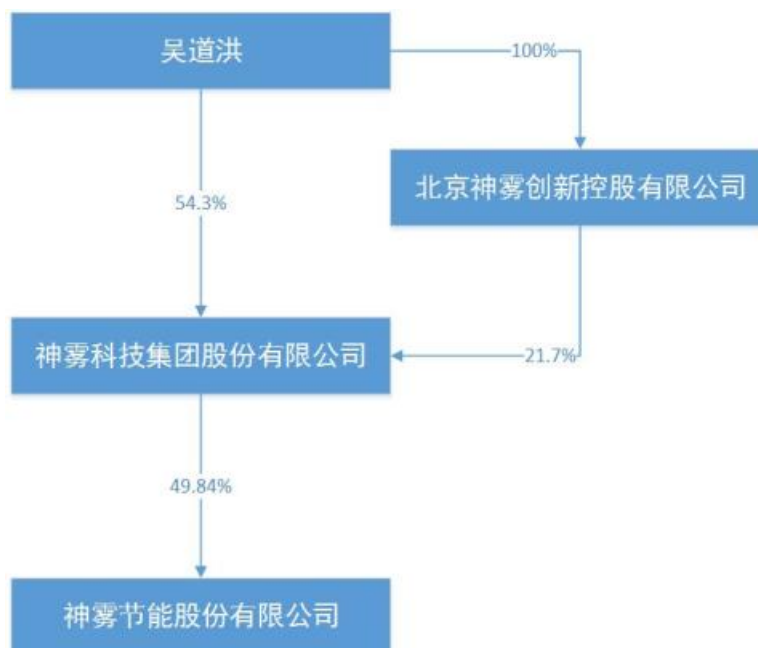 吴道洪
100%
北京神雾创新控股有限公司
54.3%
神雾科技集团股份有限公司
21.7%
49.84%
神雾节能股份有限公司